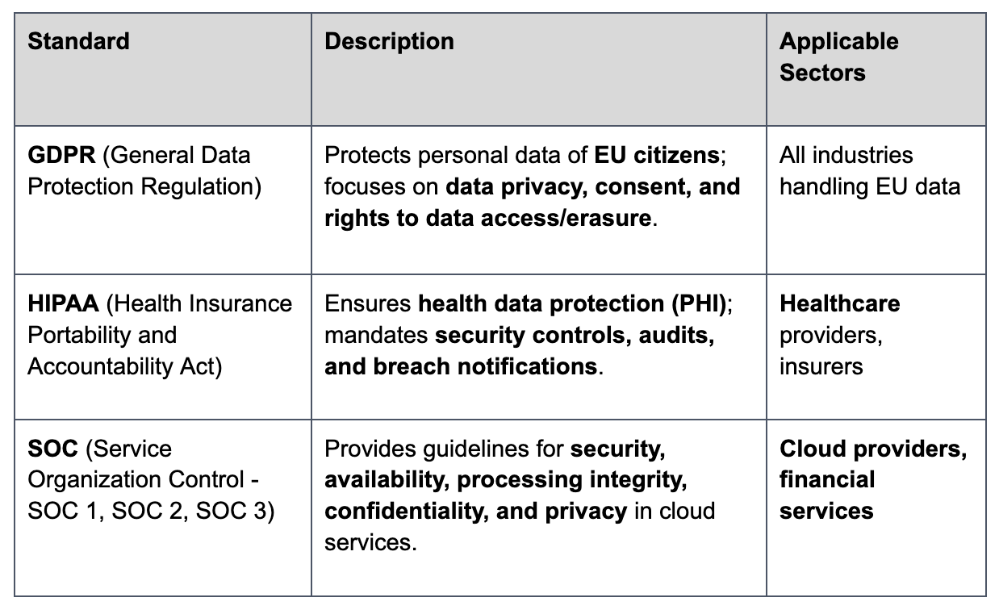 Standard
Description
Applicable
Sectors
GDPR (General Data
Protection Regulation)
Protects personal data of EU citizens;
focuses on data privacy, consent, and
rights to data access/erasure.
All industries
handling EU data
HIPAA (Health Insurance
Portability and
Accountability Act)
Ensures health data protection (PHI);
mandates security controls, audits,
and breach notifications.
Healthcare
providers,
insurers
SOC (Service
Organization Control -
SOC 1, SOC 2, SOC 3)
Provides guidelines for security,
availability, processing integrity,
confidentiality, and privacy in cloud
services.
Cloud providers,
financial
services